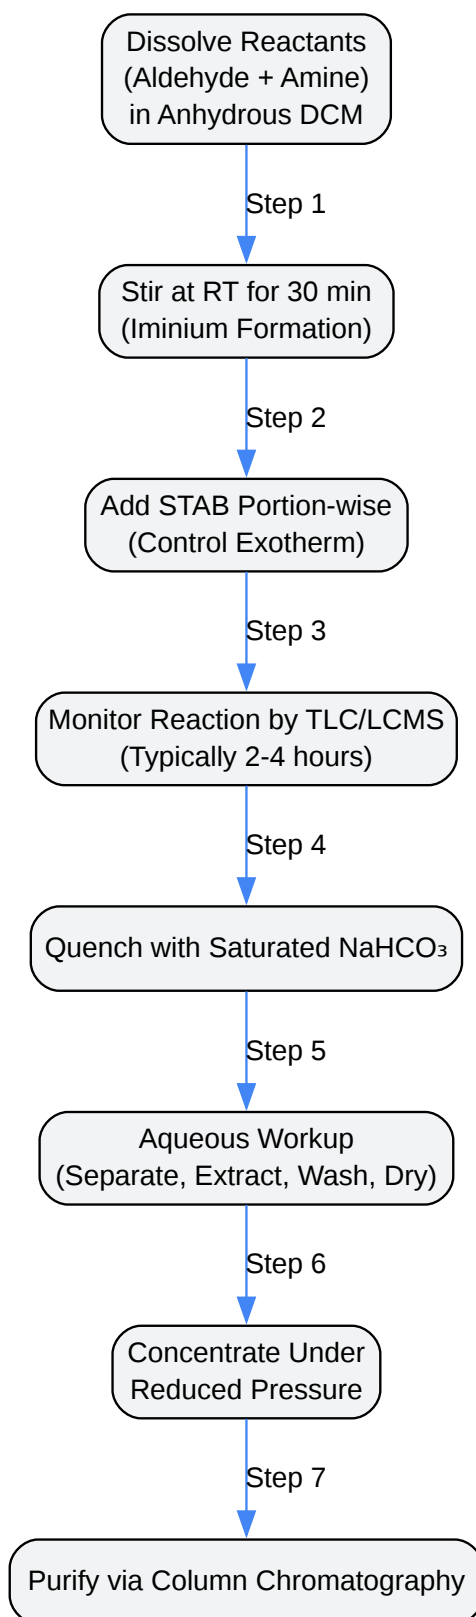 Dissolve Reactants
(Aldehyde + Amine)
in Anhydrous DCM
Step 1
Stir at RT for 30 min
(Iminium Formation)
Step 2
Add STAB Portion-wise
(Control Exotherm)
Step 3
Monitor Reaction by TLC/LCMS
(Typically 2-4 hours)
Step 4
Quench with Saturated NaHCO₃
Step 5
Aqueous Workup
(Separate, Extract, Wash, Dry)
Step 6
Concentrate Under
Reduced Pressure
Step 7
Purify via Column Chromatography